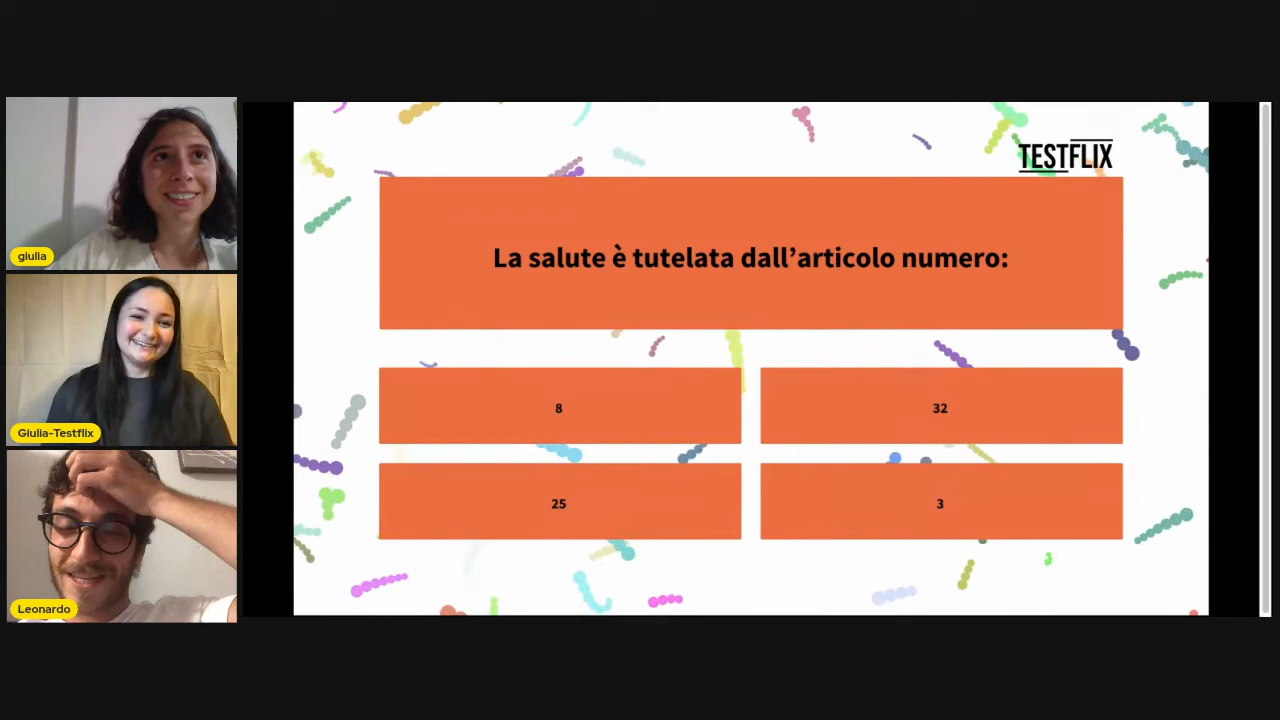 giulia
Giulia-Testflix
Leonardo
TESTFLIX
La salute è tutelata dall’articolo numero:
8
32
25
3